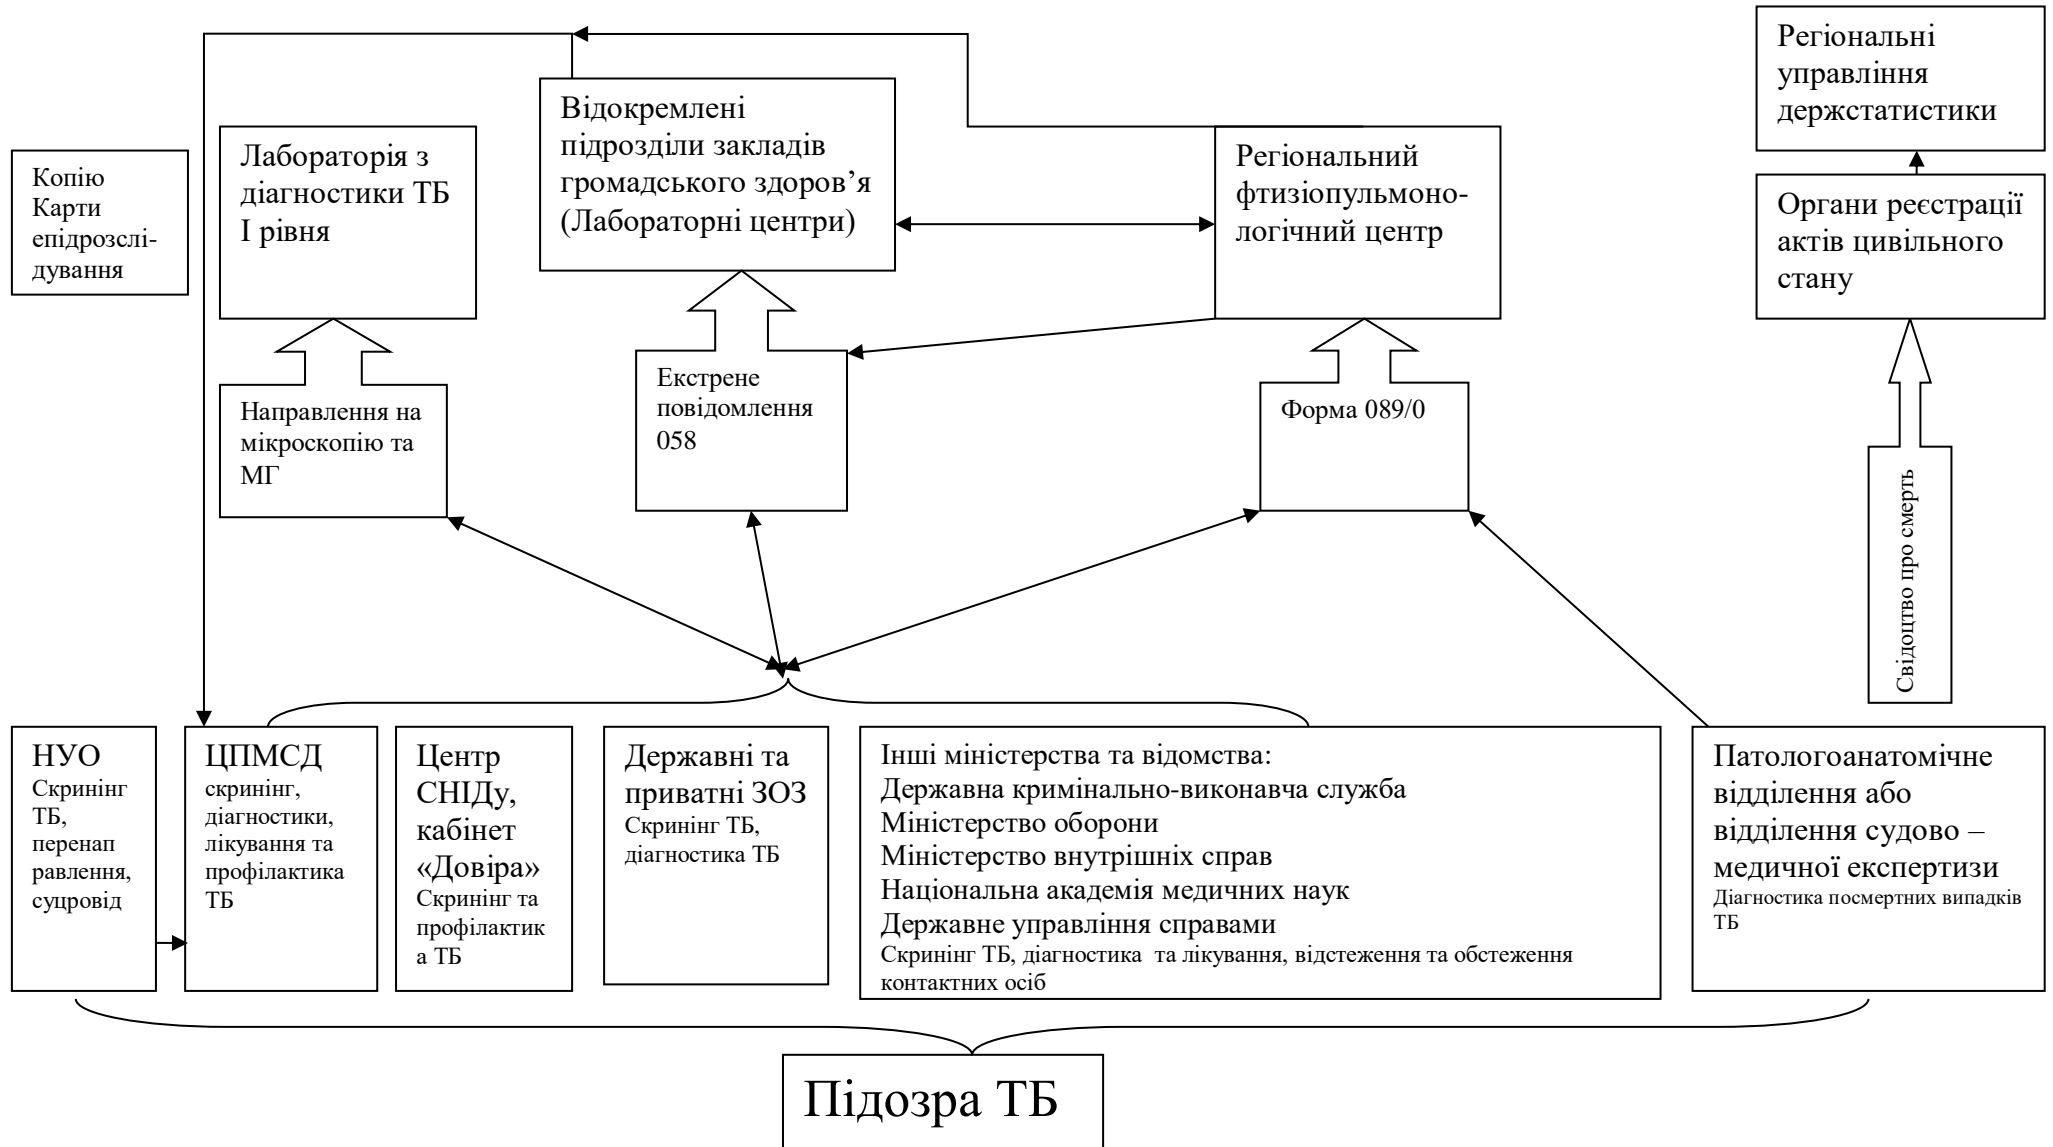 Регіональні
управління
держстатистики
Відокремлені
підрозділи закладів
громадського здоров’я
(Лабораторні центри)
Лабораторія з
діагностики ТБ
І рівня
Регіональний
фтизіопульмоно-
логічний центр
Копію
Карти
епідрозслі-
дування
Органи реєстрації
актів цивільного
стану
Направлення на
мікроскопію та
МГ
Екстрене
повідомлення
058
Форма 089/0
Свідоцтво про смерть
НУО
Скринінг
ТБ,
перенап
равлення,
суцровід
ЦПМСД
скринінг,
діагностики,
лікування та
профілактика
ТБ
Центр
СНІДу,
кабінет
«Довіра»
Скринінг та
профілактик
а ТБ
Державні та
приватні ЗОЗ
Скринінг ТБ,
діагностика ТБ
Інші міністерства та відомства:
Державна кримінально-виконавча служба
Міністерство оборони
Міністерство внутрішніх справ
Національна академія медичних наук
Державне управління справами
Скринінг ТБ, діагностика  та лікування, відстеження та обстеження
контактних осіб
Патологоанатомічне
відділення або
відділення судово –
медичної експертизи
Діагностика посмертних випадків
ТБ
Підозра ТБ